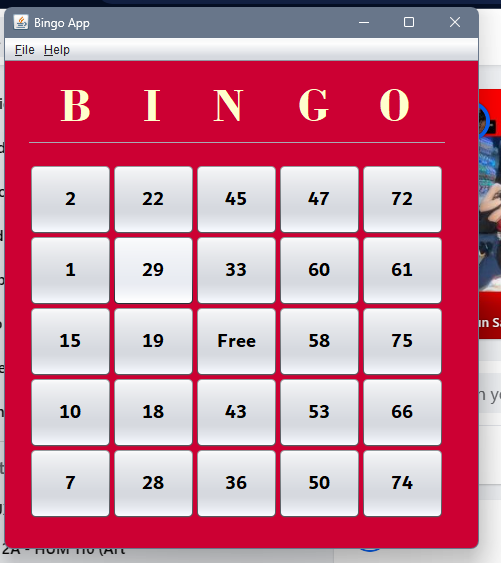 Bingo App
File Help
B I N G O
2 22 45 47 72
1 29 33 60 61
15 19 Free 58 75
10 18 43 53 66
7 28 36 50 74
2A - HUM 110 (Art